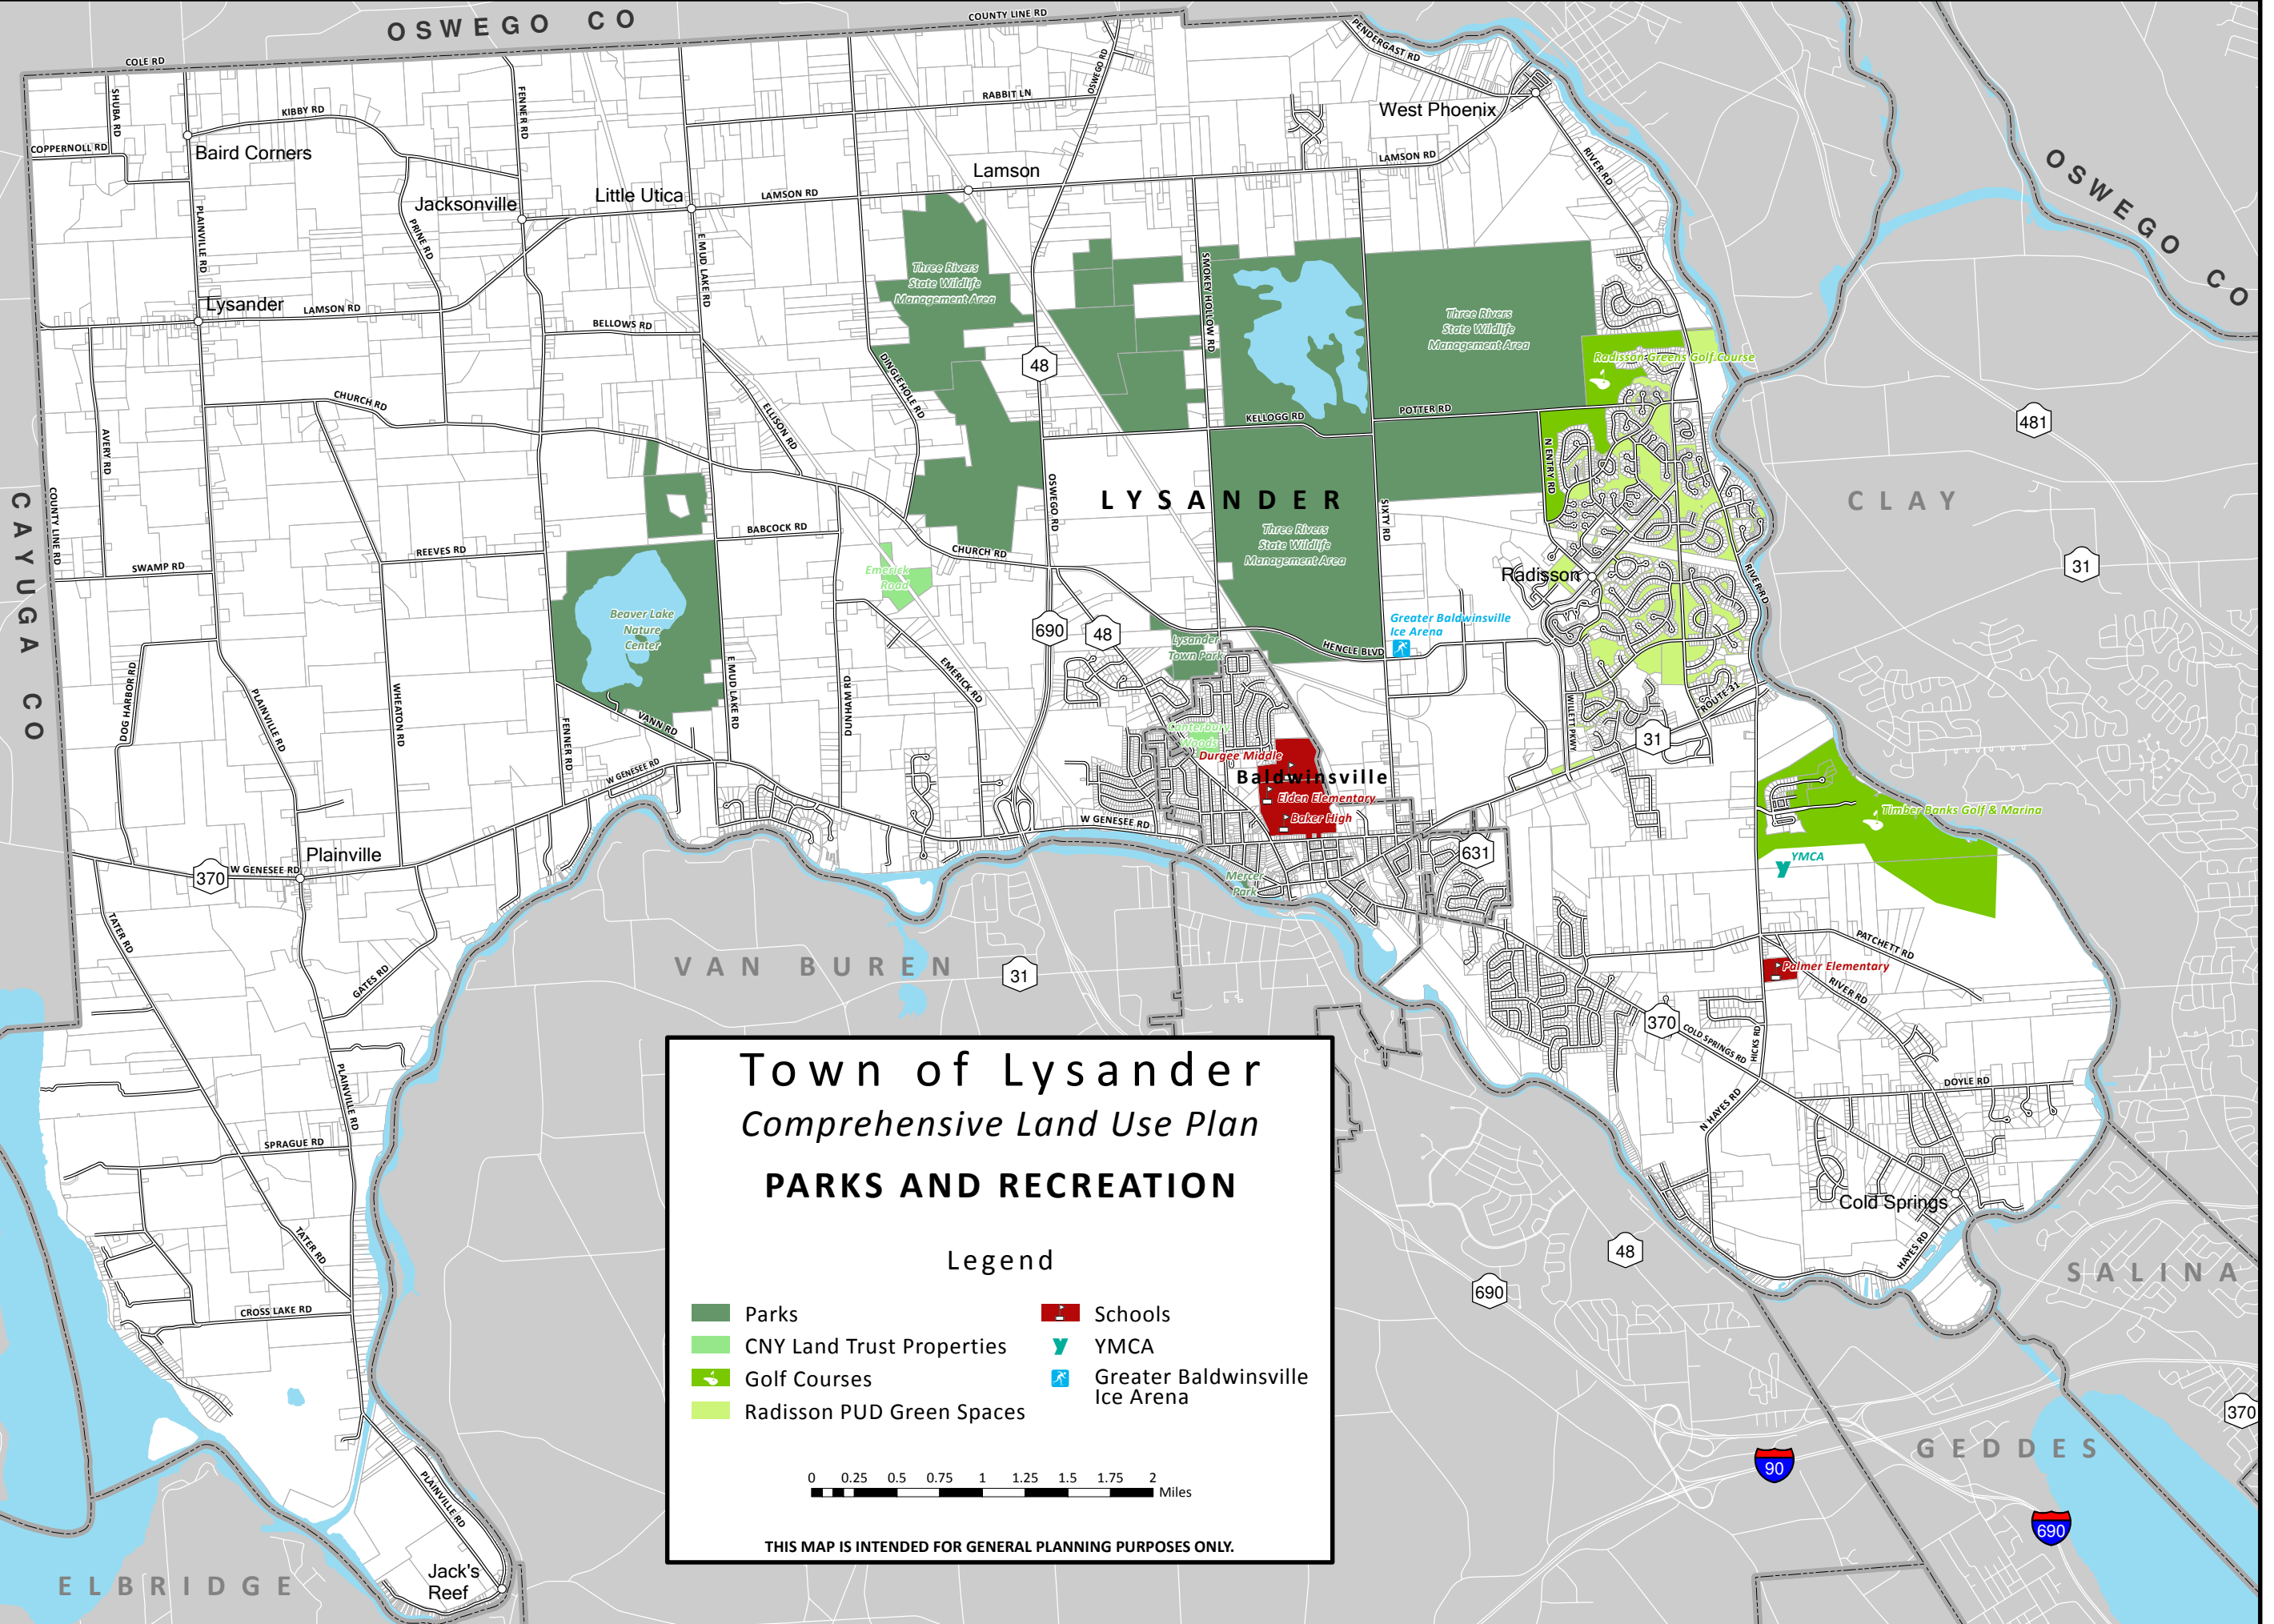 OSWEGO CO
COUNTY LINE RD
COLE RD
PENDERGAST RD
SHUBA RD
KIBBY RD
FENNER RD
RABBIT LN
OSWEGO RD
West Phoenix
COPPERNOLL RD
Baird Corners
LAMSON RD
RIVER RD
OSWEGO CO
Lamson
Jacksonville
Little Utica
LAMSON RD
PLAINVILLE RD
PRINE RD
E MUD LAKE RD
Three Rivers
State Wildlife
Management Area
SMOKEY HOLLOW RD
Three Rivers
State Wildlife
Management Area
Lysander
LAMSON RD
BELLOWS RD
48
DINGLEHOLE RD
Radisson Greens Golf Course
CHURCH RD
ELLISON RD
KELLOGG RD
POTTER RD
481
AVERY RD
N ENTRY RD
CAYUGA CO
COUNTY LINE RD
OSWEGO RD
LYSANDER
SIXTY RD
CLAY
BABCOCK RD
Three Rivers
State Wildlife
Management Area
REEVES RD
CHURCH RD
SWAMP RD
Emerick
Road
Radisson
RIVER RD
31
Beaver Lake
Nature
Center
690
48
Lysander
Town Park
Greater Baldwinsville
Ice Arena
HENCLE BLVD
DOG HARBOR RD
PLAINVILLE RD
WHEATON RD
FENNER RD
VANN RD
E MUD LAKE RD
DUNHAM RD
EMERICK RD
WILLETT PKWY
ROUTE 31
31
Canterbury
Woods
Durgee Middle
Baldwinsville
Elden Elementary
Baker High
W GENESEE RD
W GENESEE RD
Timber Banks Golf & Marina
YMCA
Plainville
370
W GENESEE RD
631
Mercer
Park
TATER RD
GATES RD
VAN BUREN
31
PATCHETT RD
Palmer Elementary
RIVER RD
370
COLD SPRINGS RD
HICKS RD
PLAINVILLE RD
DOYLE RD
N HAYES RD
SPRAGUE RD
Cold Springs
TATER RD
HAYES RD
48
SALINA
690
CROSS LAKE RD
370
GEDDES
90
690
PLAINVILLE RD
Jack's
Reef
ELBRIDGE
Town of Lysander
Comprehensive Land Use Plan
PARKS AND RECREATION
Legend
Parks
CNY Land Trust Properties
Golf Courses
Radisson PUD Green Spaces
Schools
YMCA
Greater Baldwinsville
Ice Arena
0 0.25 0.5 0.75 1 1.25 1.5 1.75 2
Miles
THIS MAP IS INTENDED FOR GENERAL PLANNING PURPOSES ONLY.